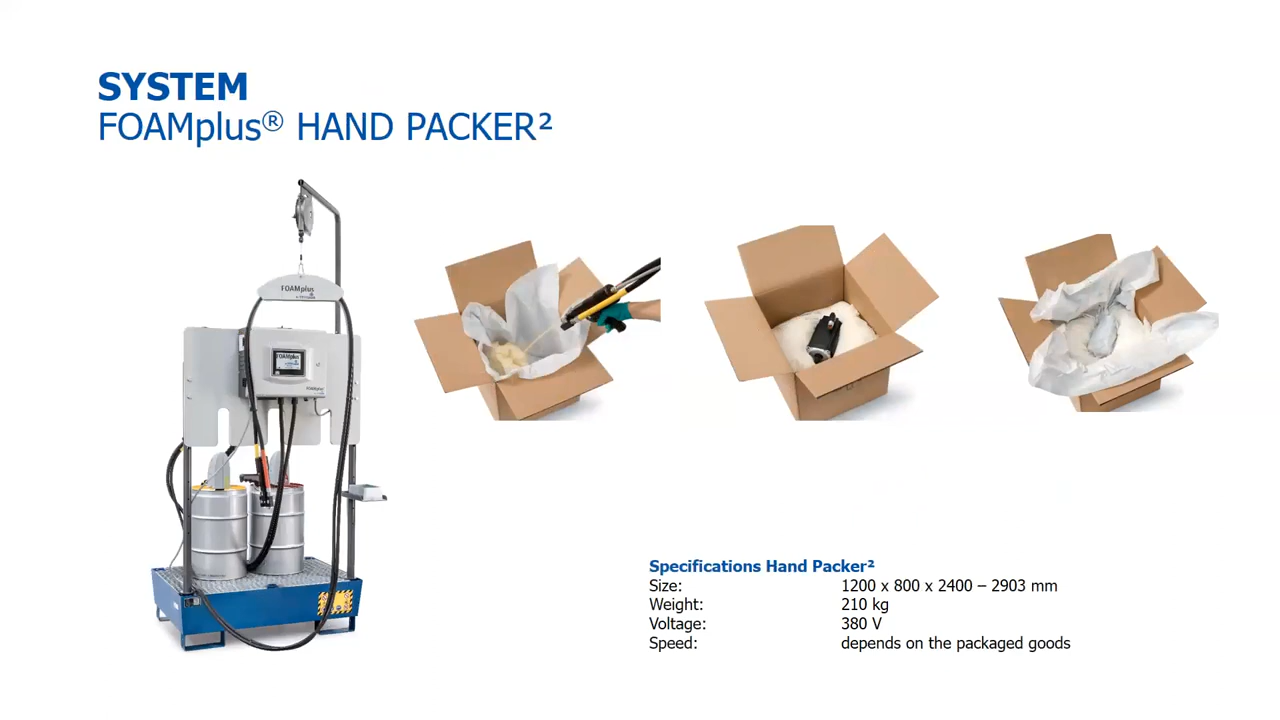 SYSTEM
FOAMplus® HAND PACKER²
FOAMplus
FOAMplus
Specifications Hand Packer²
Size: 1200 x 800 x 2400 – 2903 mm
Weight: 210 kg
Voltage: 380 V
Speed: depends on the packaged goods